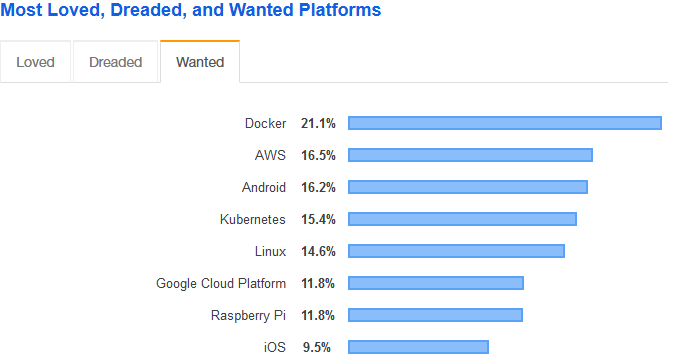 Most Loved, Dreaded, and Wanted Platforms
Loved Dreaded Wanted
Docker 21.1%
AWS 16.5%
Android 16.2%
Kubernetes 15.4%
Linux 14.6%
Google Cloud Platform 11.8%
Raspberry Pi 11.8%
iOS 9.5%